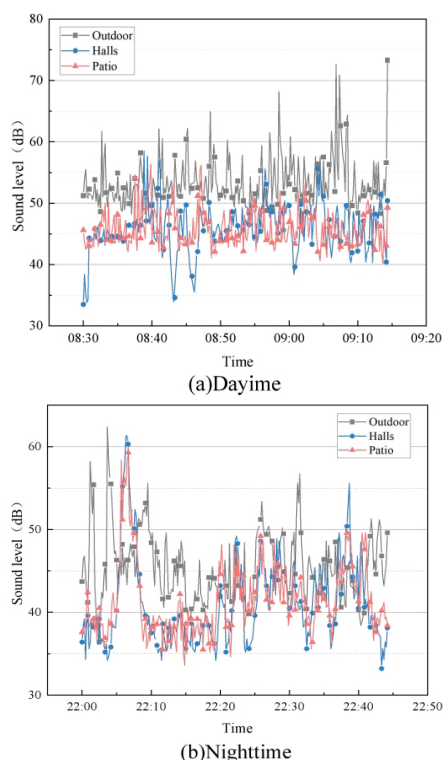 80
70
60
50
40
30
Sound level（dB）
Outdoor
Halls
Patio
08:30 08:40 08:50 09:00 09:10 09:20
Time
(a)Dayime
60
50
40
30
Sound level（dB）
Outdoor
Halls
Patio
22:00 22:10 22:20 22:30 22:40 22:50
Time
(b)Nighttime